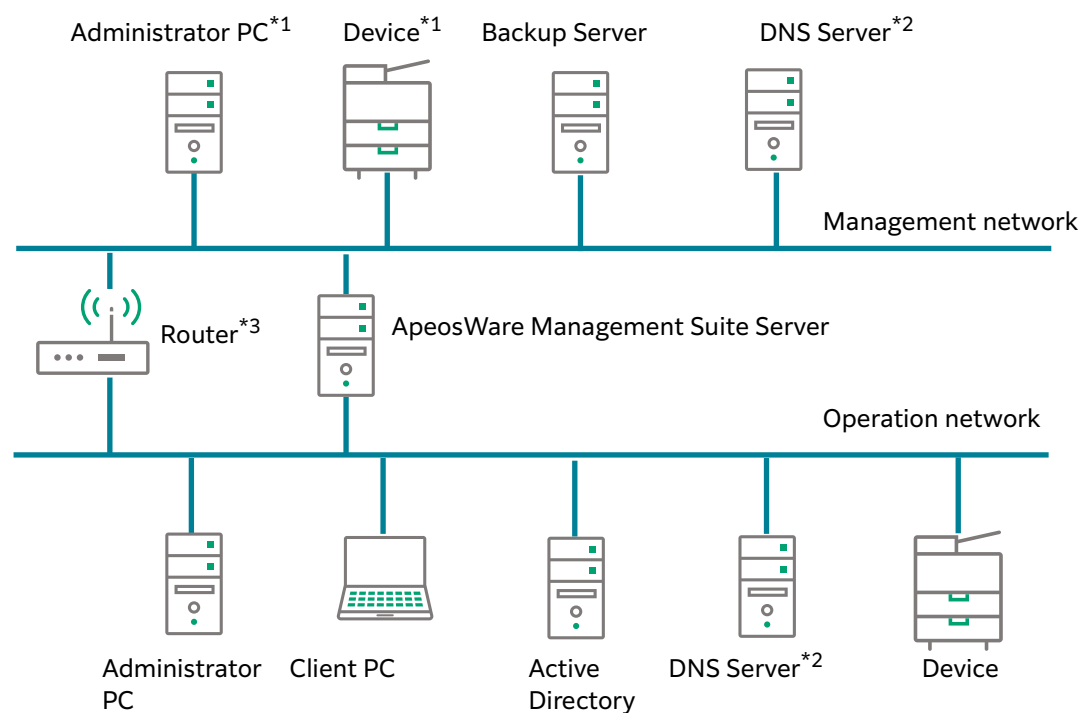 Administrator PC*1
Device*1
Backup Server
DNS Server*2
Management network
Router*3
ApeosWare Management Suite Server
Operation network
Administrator
PC
Client PC
Active
Directory
DNS Server*2
Device